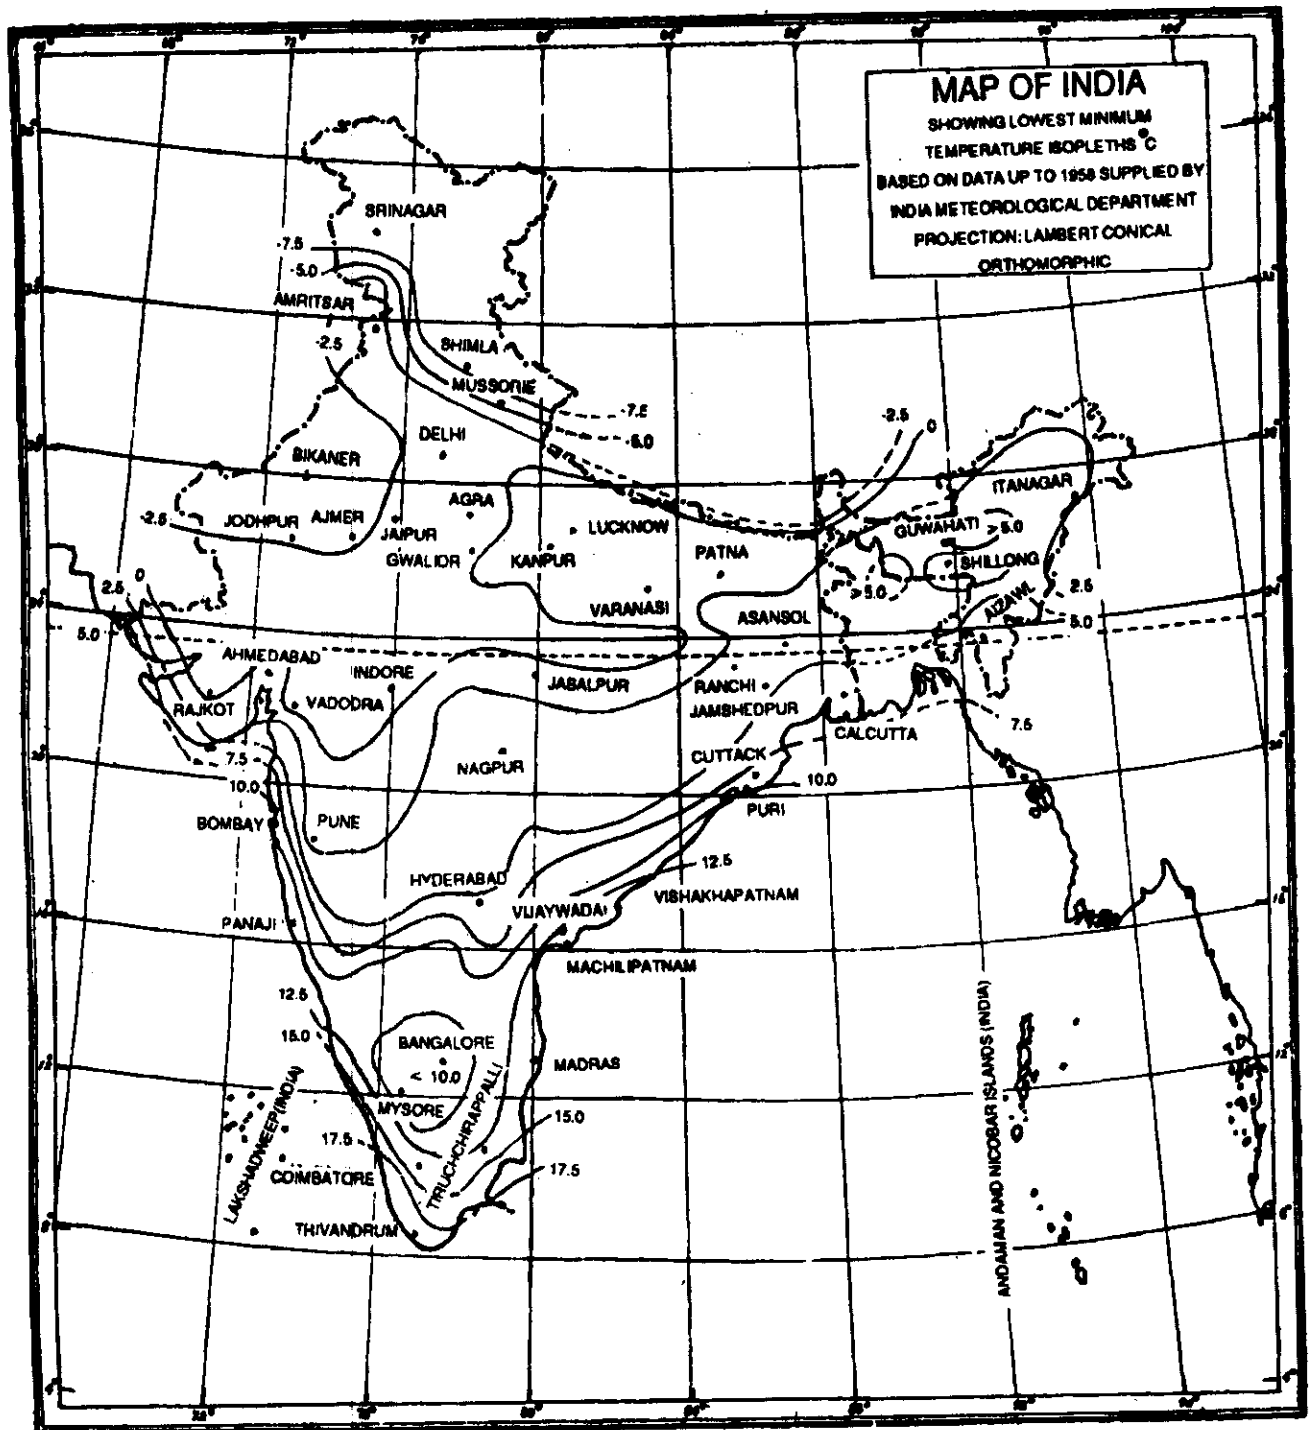 MAP OF INDIA
SHOWING LOWEST MINIMUM
TEMPERATURE ISOPLETHS °C
BASED ON DATA UP TO 1958 SUPPLIED BY
INDIA METEOROLOGICAL DEPARTMENT
PROJECTION: LAMBERT CONICAL
ORTHOMORPHIC
SRINAGAR
-7.5
-5.0
AMRITSAR
-2.5
SHIMLA
MUSSORIE
-7.5
-5.0
-2.5
0
DELHI
BIKANER
ITANAGAR
AGRA
-2.5
JODHPUR
AJMER
JAIPUR
LUCKNOW
GUWAHATI
> 5.0
GWALIOR
KANPUR
PATNA
SHILLONG
2.5
0
> 5.0
2.5
VARANASI
ASANSOL
AIZAWL
5.0
5.0
AHMEDABAD
INDORE
JABALPUR
RANCHI
RAJKOT
VADODRA
JAMSHEDPUR
CALCUTTA
7.5
7.5
NAGPUR
CUTTACK
10.0
10.0
BOMBAY
PUNE
PURI
12.5
HYDERABAD
VISHAKHAPATNAM
PANAJI
VIJAYWADA
MACHILIPATNAM
12.5
15.0
BANGALORE
MADRAS
< 10.0
MYSORE
15.0
17.5
TIRUCHCHIRAPPALLI
LAKSHADWEEP (INDIA)
COIMBATORE
17.5
THIVANDRUM
ANDAMAN AND NICOBAR ISLANDS (INDIA)